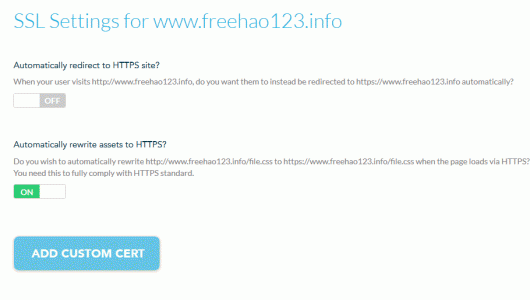 SSL Settings for www.freehao123.info
Automatically redirect to HTTPS site?
When your user visits http://www.freehao123.info, do you want them to instead be redirected to https://www.freehao123.info automatically?
OFF
Automatically rewrite assets to HTTPS?
Do you wish to automatically rewrite http://www.freehao123.info/file.css to https://www.freehao123.info/file.css when the page loads via HTTPS?
You need this to fully comply with HTTPS standard.
ON
ADD CUSTOM CERT